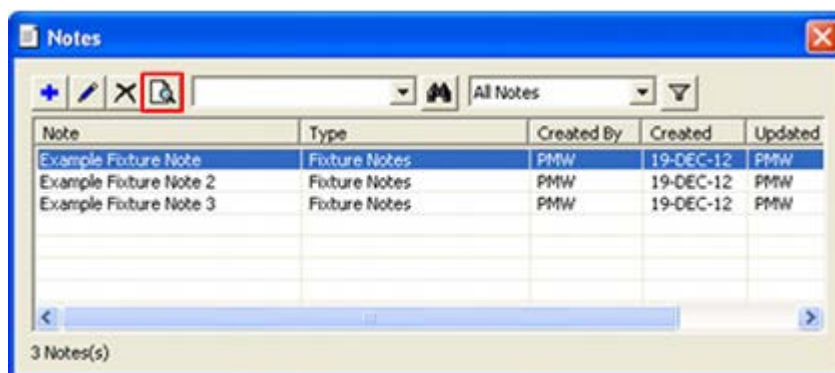 Notes
All Notes
Note Type Created By Created Updated
Example Fixture Note Fixture Notes PMW 19-DEC-12 PMW
Example Fixture Note 2 Fixture Notes PMW 19-DEC-12 PMW
Example Fixture Note 3 Fixture Notes PMW 19-DEC-12 PMW
3 Notes(s)